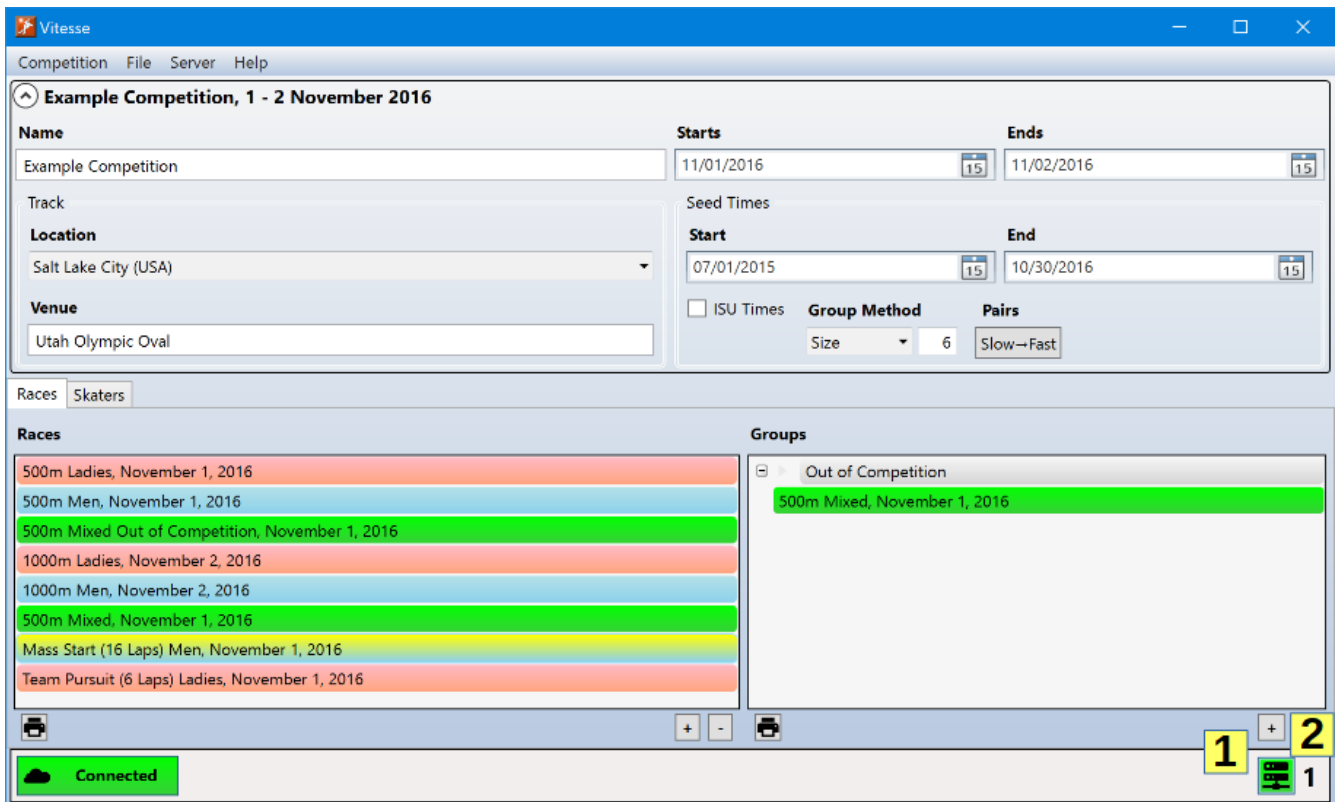 Vitesse
Competition File Server Help
Example Competition, 1 - 2 November 2016
Name Starts Ends
Example Competition 11/01/2016 15 11/02/2016 15
Track Seed Times
Location Start End
Salt Lake City (USA) 07/01/2015 15 10/30/2016 15
Venue ISU Times Group Method Pairs
Utah Olympic Oval Size 6 Slow→Fast
Races Skaters
Races Groups
500m Ladies, November 1, 2016 Out of Competition
500m Men, November 1, 2016 500m Mixed, November 1, 2016
500m Mixed Out of Competition, November 1, 2016
1000m Ladies, November 2, 2016
1000m Men, November 2, 2016
500m Mixed, November 1, 2016
Mass Start (16 Laps) Men, November 1, 2016
Team Pursuit (6 Laps) Ladies, November 1, 2016
+ - + 2
1
Connected 1